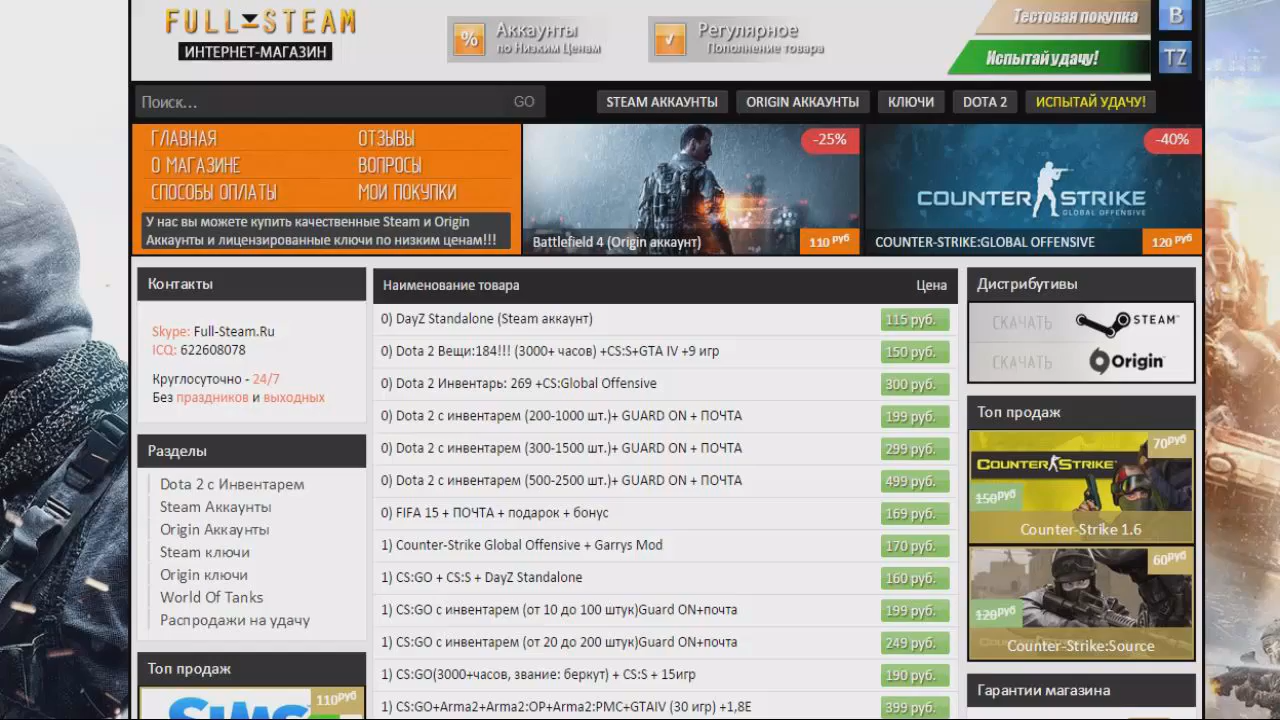 FULL-STEAM
ИНТЕРНЕТ-МАГАЗИН
% Аккаунты
по Низким Ценам
Регулярное
Пополнение товара
Тестовая покупка
Испытай удачу!
В
TZ
Поиск...
GO
STEAM АККАУНТЫ
ORIGIN АККАУНТЫ
КЛЮЧИ
DOTA 2
ИСПЫТАЙ УДАЧУ!
ГЛАВНАЯ
ОТЗЫВЫ
О МАГАЗИНЕ
ВОПРОСЫ
СПОСОБЫ ОПЛАТЫ
МОИ ПОКУПКИ
У нас вы можете купить качественные Steam и Origin
Аккаунты и лицензированные ключи по низким ценам!!!
-25%
Battlefield 4 (Origin аккаунт)
110 руб
-40%
COUNTER STRIKE
GLOBAL OFFENSIVE
COUNTER-STRIKE:GLOBAL OFFENSIVE
120 руб
Контакты
Skype: Full-Steam.Ru
ICQ: 622608078
Круглосуточно - 24/7
Без праздников и выходных
Разделы
Dota 2 с Инвентарем
Steam Аккаунты
Origin Аккаунты
Steam ключи
Origin ключи
World Of Tanks
Распродажи на удачу
Топ продаж
110руб
SIMS
Наименование товара Цена
0) DayZ Standalone (Steam аккаунт) 115 руб.
0) Dota 2 Вещи:184!!! (3000+ часов) +CS:S+GTA IV +9 игр 150 руб.
0) Dota 2 Инвентарь: 269 +CS:Global Offensive 300 руб.
0) Dota 2 с инвентарем (200-1000 шт.)+ GUARD ON + ПОЧТА 199 руб.
0) Dota 2 с инвентарем (300-1500 шт.)+ GUARD ON + ПОЧТА 299 руб.
0) Dota 2 с инвентарем (500-2500 шт.)+ GUARD ON + ПОЧТА 499 руб.
0) FIFA 15 + ПОЧТА + подарок + бонус 169 руб.
1) Counter-Strike Global Offensive + Garrys Mod 170 руб.
1) CS:GO + CS:S + DayZ Standalone 160 руб.
1) CS:GO с инвентарем (от 10 до 100 штук)Guard ON+почта 199 руб.
1) CS:GO с инвентарем (от 20 до 200 штук)Guard ON+почта 249 руб.
1) CS:GO(3000+часов, звание: беркут) + CS:S + 15игр 190 руб.
1) CS:GO+Arma2+Arma2:OP+Arma2:PMC+GTAIV (30 игр) +1,8E 399 руб.
Дистрибутивы
СКАЧАТЬ STEAM™
СКАЧАТЬ Origin
Топ продаж
70руб
COUNTER STRIKE
150руб
Counter-Strike 1.6
60руб
120руб
Counter-Strike:Source
Гарантии магазина